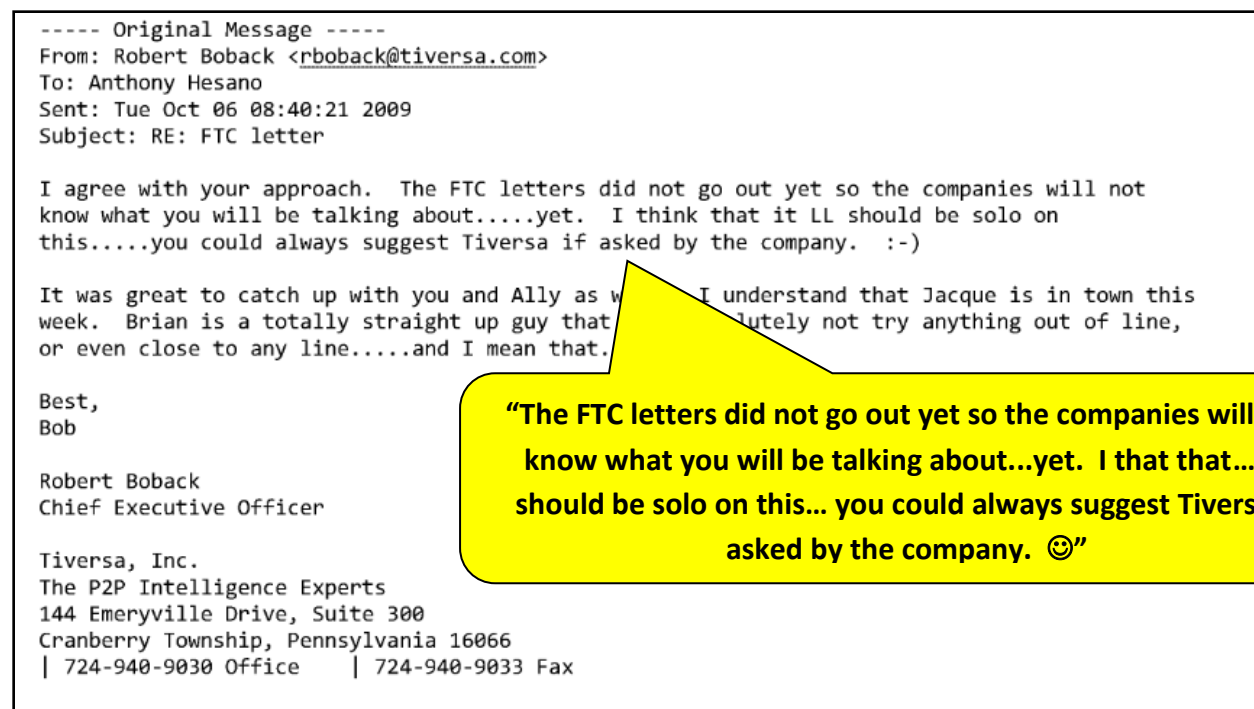 ----- Original Message -----
From: Robert Boback <rboback@tiversa.com>
To: Anthony Hesano
Sent: Tue Oct 06 08:40:21 2009
Subject: RE: FTC letter
I agree with your approach.  The FTC letters did not go out yet so the companies will not
know what you will be talking about.....yet.  I think that it LL should be solo on
this.....you could always suggest Tiversa if asked by the company.  :-)
It was great to catch up with you and Ally as I understand that Jacque is in town this
week.  Brian is a totally straight up guy that not try anything out of line,
or even close to any line.....and I mean that.
Best,
Bob
Robert Boback
Chief Executive Officer
Tiversa, Inc.
The P2P Intelligence Experts
144 Emeryville Drive, Suite 300
Cranberry Township, Pennsylvania 16066
| 724-940-9030 Office    | 724-940-9033 Fax
“The FTC letters did not go out yet so the companies will
know what you will be talking about...yet.  I that that…
should be solo on this… you could always suggest Tivers
asked by the company.  ☺”